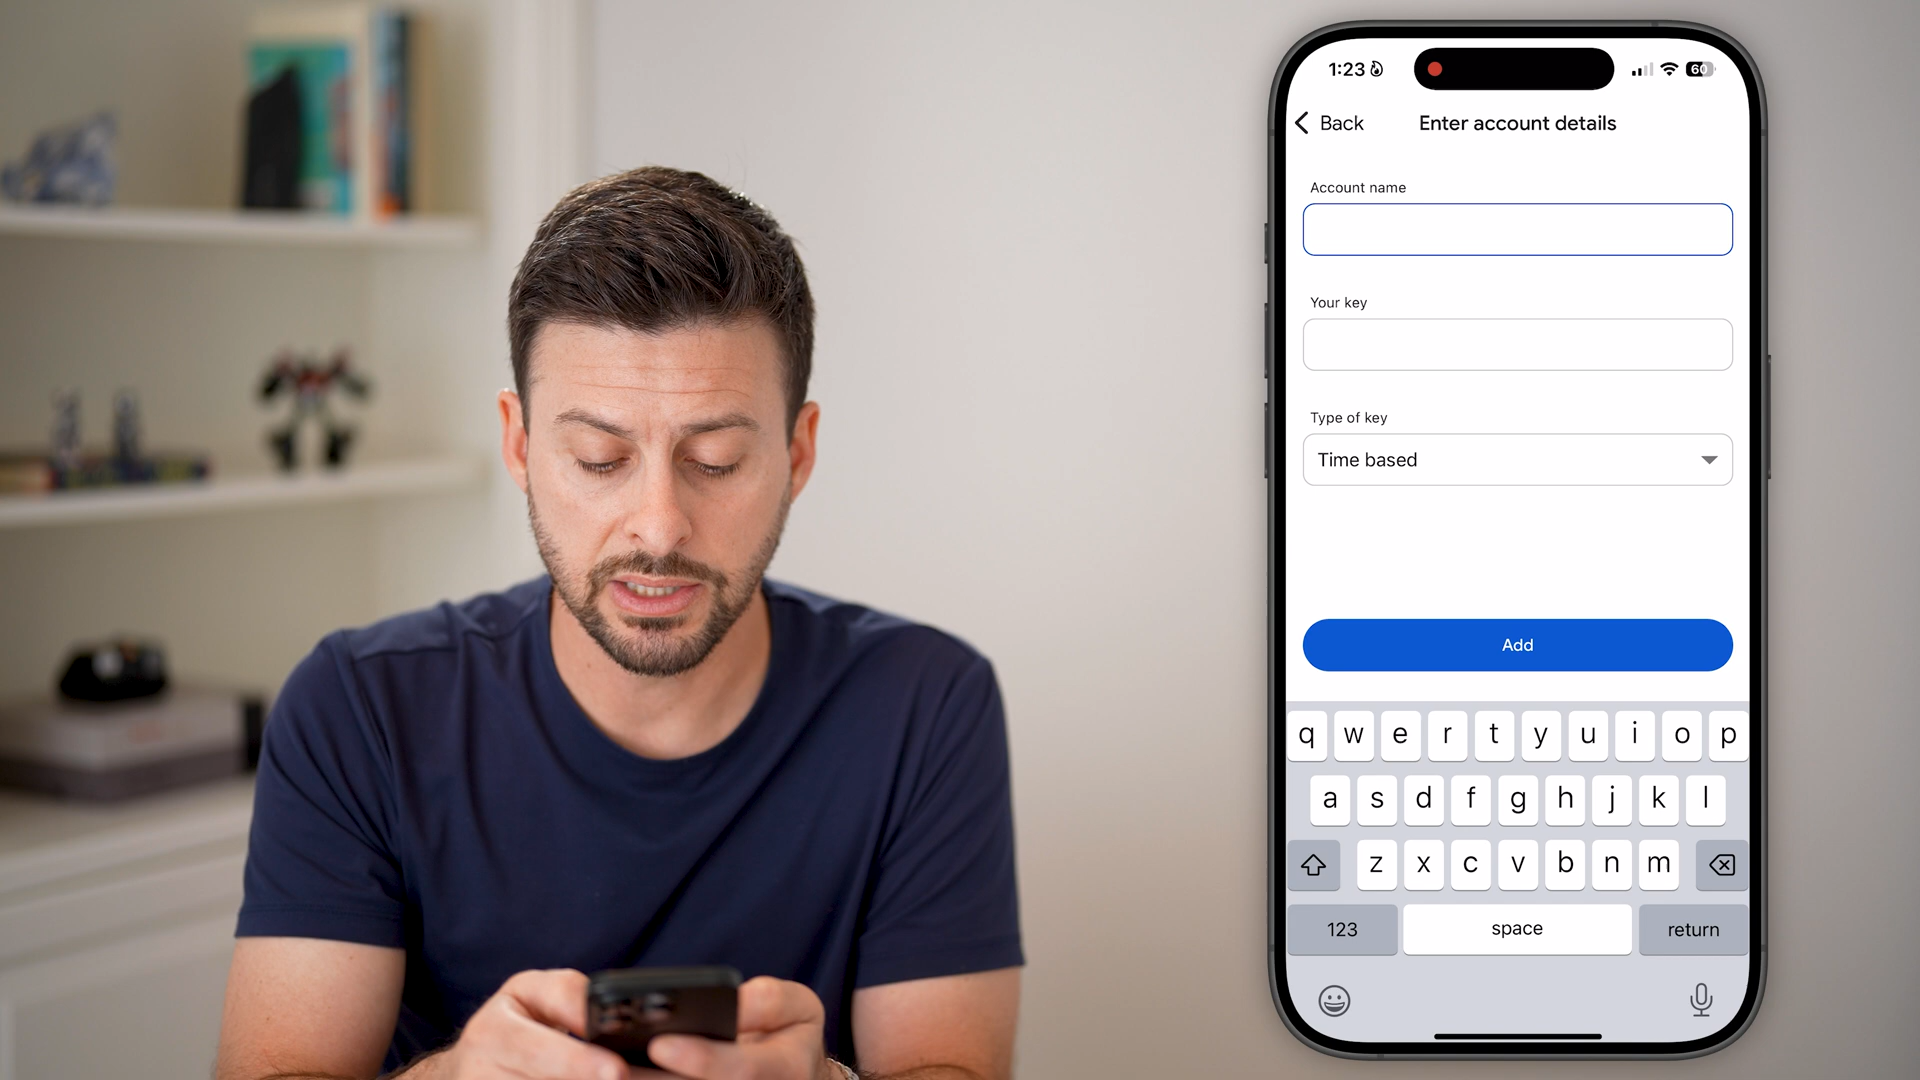 1:23
60
Back
Enter account details
Account name
Your key
Type of key
Time based
Add
q w e r t y u i o p
a s d f g h j k l
z x c v b n m
123
space
return